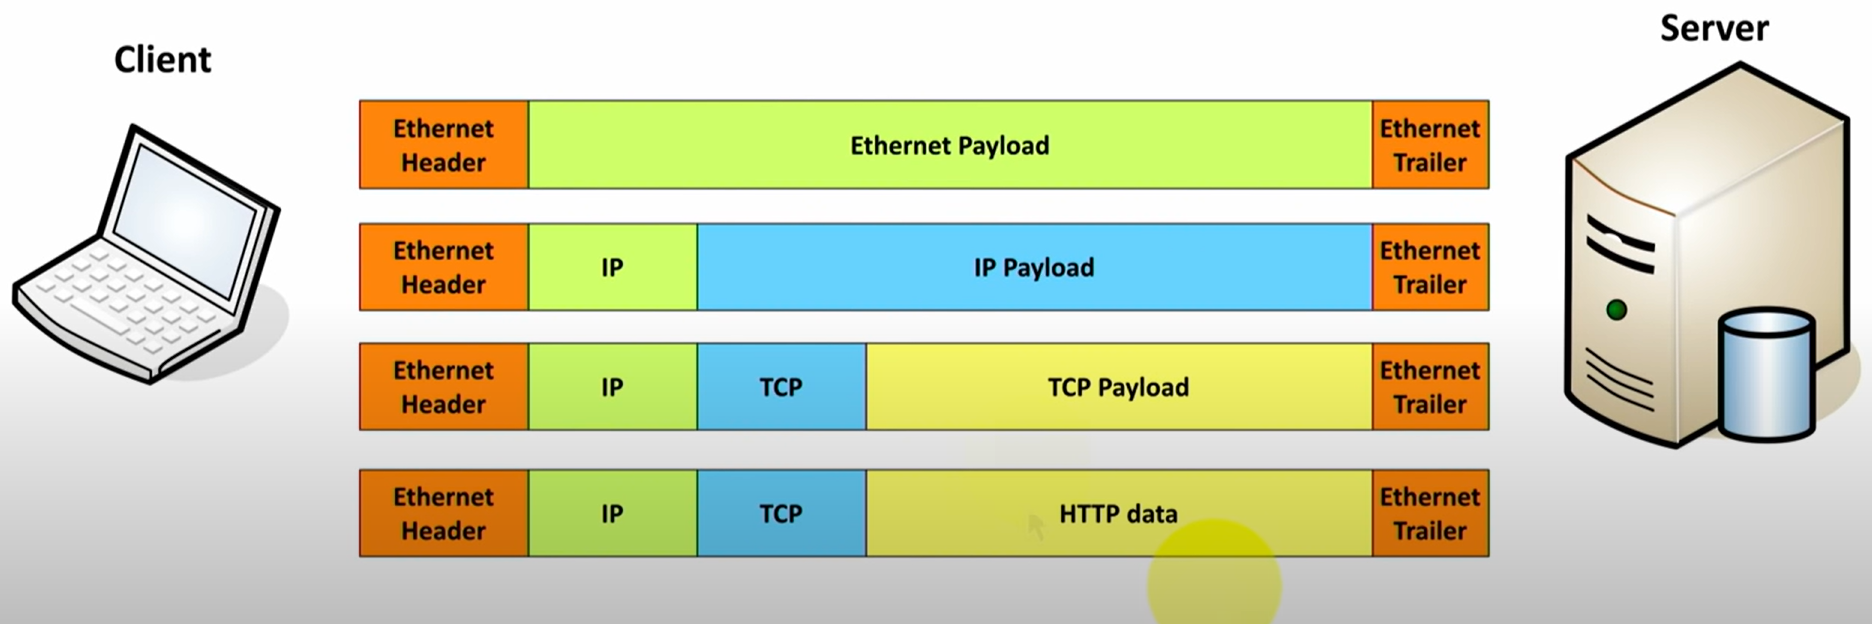 Client
Server
Ethernet
Header
Ethernet Payload
Ethernet
Trailer
Ethernet
Header
IP
IP Payload
Ethernet
Trailer
Ethernet
Header
IP
TCP
TCP Payload
Ethernet
Trailer
Ethernet
Header
IP
TCP
HTTP data
Ethernet
Trailer